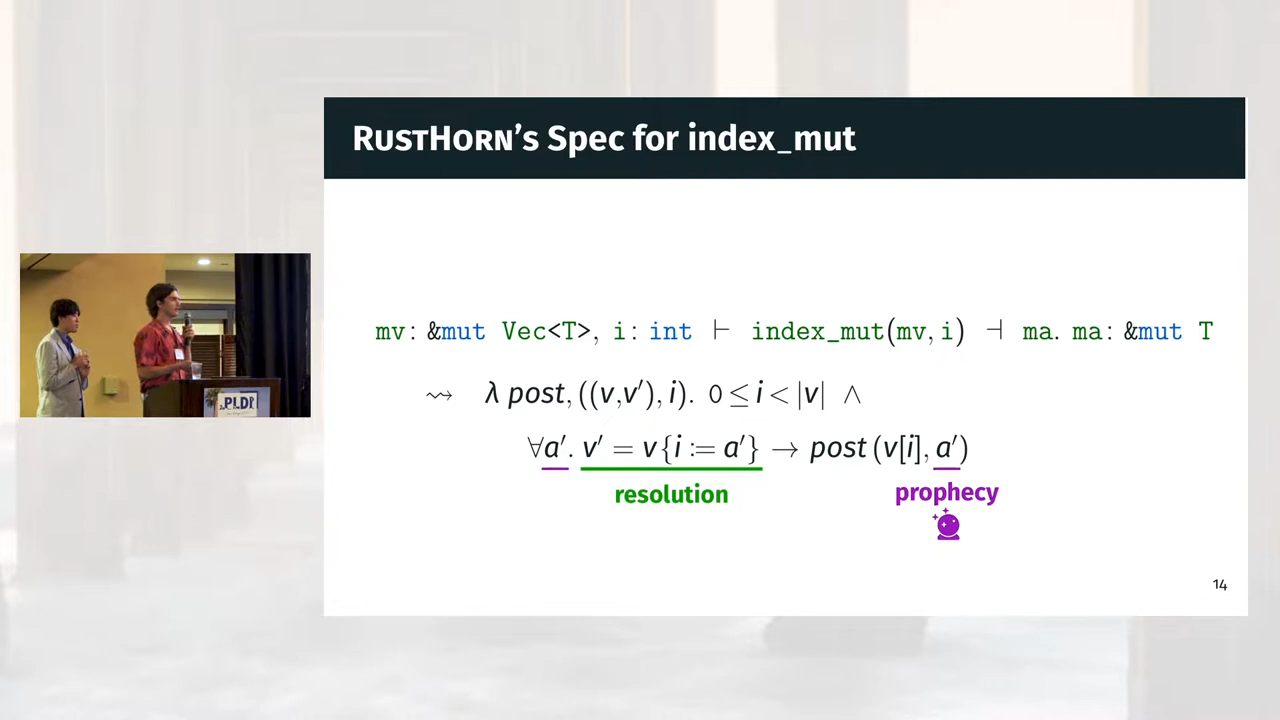 RUSTHORN's Spec for index_mut
mv: &mut Vec<T>, i: int ⊢ index_mut(mv, i) ⊣ ma. ma: &mut T
⇝ λ post, ((v,v′), i). 0 ≤ i < |v| ∧
∀a′. v′ = v{i := a′} → post (v[i], a′)
resolution
prophecy
14
PLDI